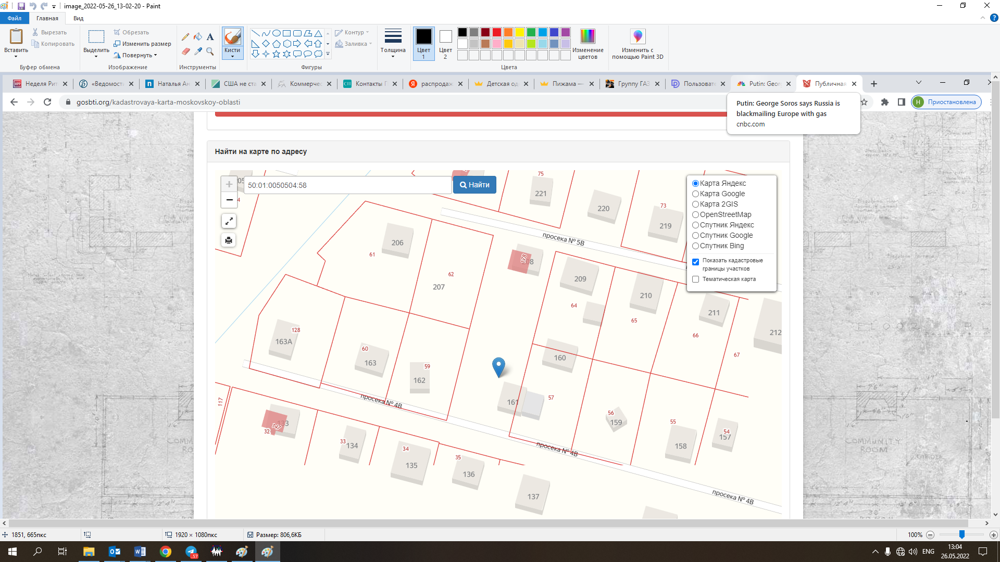 image_2022-05-26_13-02-20 - Paint
Файл Главная Вид
Вставить
Вырезать
Копировать
Буфер обмена
Выделить
Обрезать
Изменить размер
Повернуть
Изображение
Инструменты
Кисти
Контур
Заливка
Фигуры
Толщина
Цвет 1
Цвет 2
Изменение цветов
Цвета
Изменить с помощью Paint 3D
Неделя Рит
«Ведомост
Наталья Ан
США не ста
Коммерчес
Контакты Г
распродаж
Детская од
Пижама —
Группу ГАЗ
Пользовате
Putin: Georg
Публичная
gosbti.org/kadastrovaya-karta-moskovskoy-oblasti
Н Приостановлена
Putin: George Soros says Russia is
blackmailing Europe with gas
cnbc.com
Найти на карте по адресу
50:01:0050504:58
Найти
Карта Яндекс
Карта Google
Карта 2GIS
OpenStreetMap
Спутник Яндекс
Спутник Google
Спутник Bing
Показать кадастровые
границы участков
Тематическая карта
75
221
220
73
219
просека № 5В
206
61
62
207
178
209
210
64
65
211
66
212
67
128
163А
60
163
59
162
160
161
57
просека № 4В
117
133
147
32
33
134
34
135
35
136
137
56
159
55
158
54
157
просека № 4В
просека № 4В
COMMUNITY
ROOM
1851, 665пкс
1920 × 1080пкс
Размер: 806,6КБ
100%
57
ENG
13:04
26.05.2022